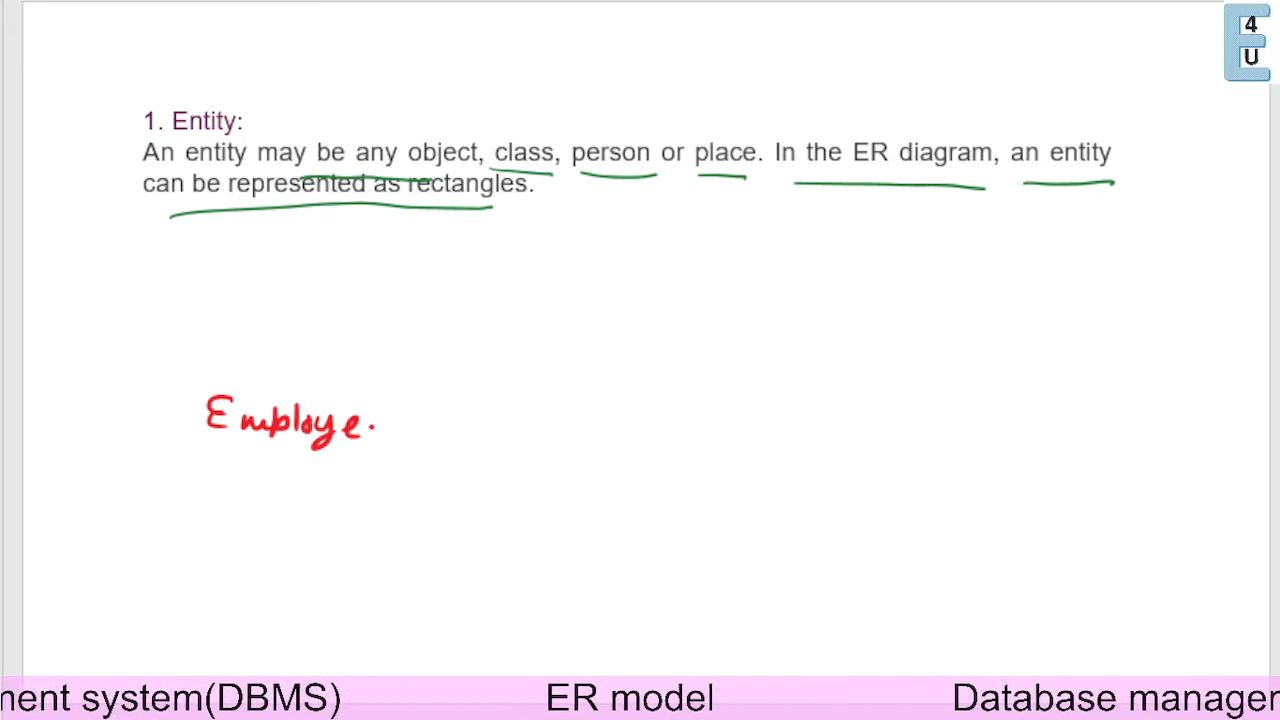 4
U
1. Entity:
An entity may be any object, class, person or place. In the ER diagram, an entity
can be represented as rectangles.
Employe.
ment system(DBMS) ER model Database manager